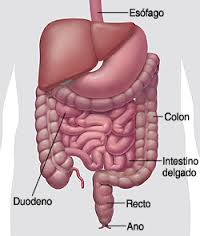 Esófago
Colon
Intestino
delgado
Duodeno
Recto
Ano